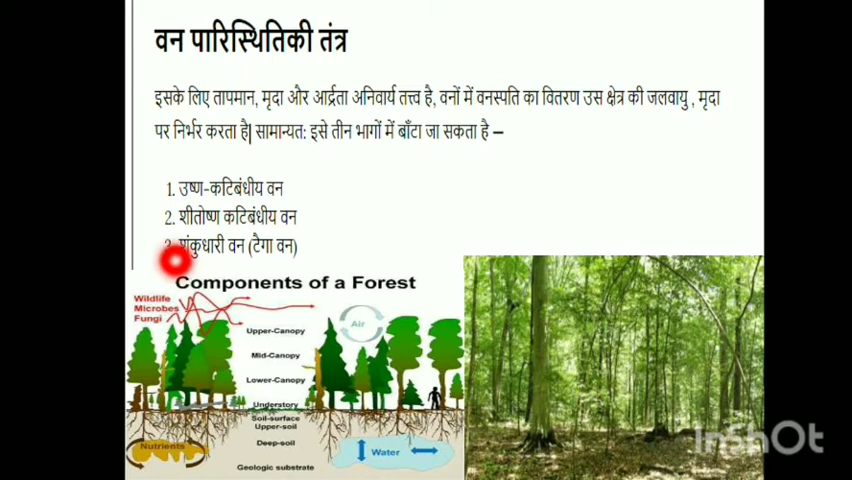 वन पारिस्थितिकी तंत्र
इसके लिए तापमान, मृदा और आर्द्रता अनिवार्य तत्त्व है, वनों में वनस्पति का वितरण उस क्षेत्र की जलवायु , मृदा
पर निर्भर करता है| सामान्यत: इसे तीन भागों में बाँटा जा सकता है –
1. उष्ण-कटिबंधीय वन
2. शीतोष्ण कटिबंधीय वन
3. शंकुधारी वन (टैगा वन)
Components of a Forest
Wildlife
Microbes
Fungi
Air
Upper-Canopy
Mid-Canopy
Lower-Canopy
Understory
Soil-surface
Upper-soil
Deep-soil
Geologic substrate
Nutrients
Water
InShOt